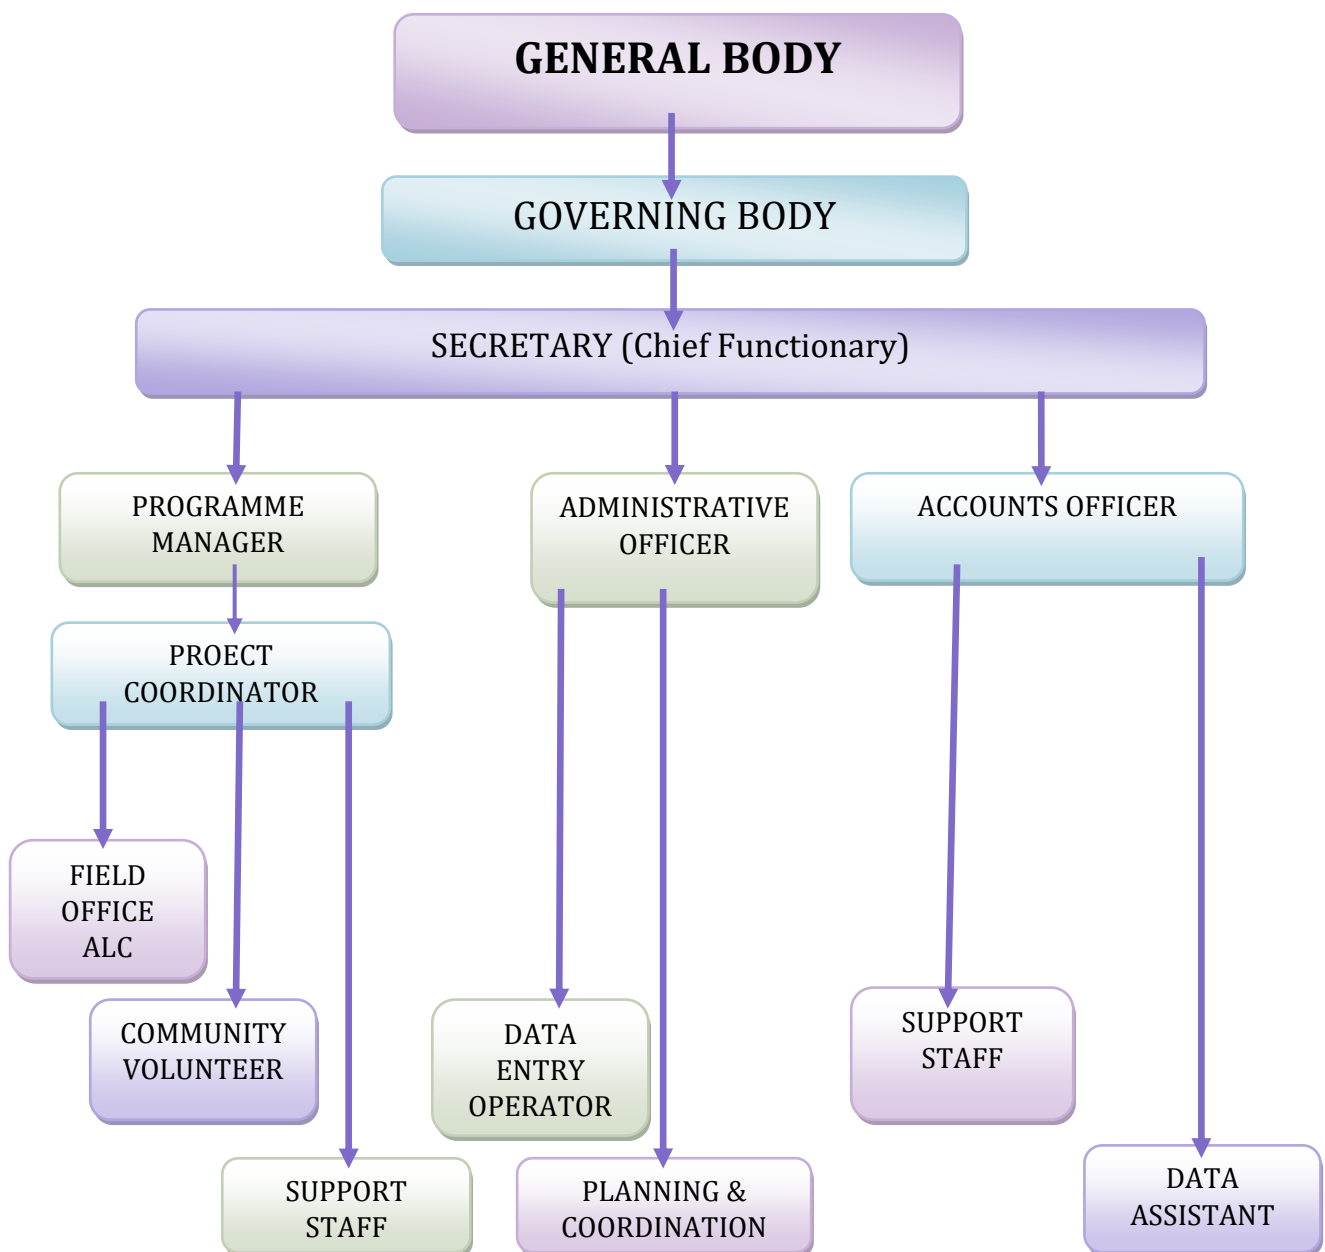 GENERAL BODY
GOVERNING BODY
SECRETARY (Chief Functionary)
PROGRAMME
MANAGER
ADMINISTRATIVE
OFFICER
ACCOUNTS OFFICER
PROECT
COORDINATOR
FIELD
OFFICE
ALC
COMMUNITY
VOLUNTEER
DATA
ENTRY
OPERATOR
SUPPORT
STAFF
SUPPORT
STAFF
PLANNING &
COORDINATION
DATA
ASSISTANT